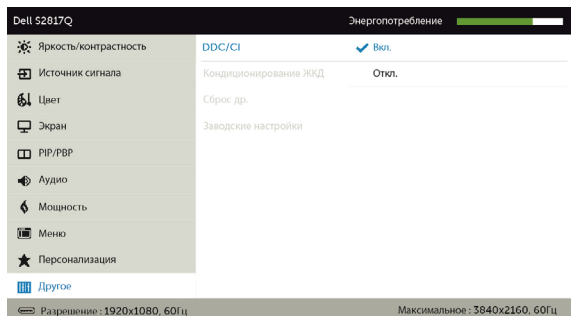 Dell S2817Q Энергопотребление
Яркость/контрастность DDC/CI Вкл.
Источник сигнала Кондиционирование ЖКД Откл.
Цвет Сброс др.
Экран Заводские настройки
PIP/PBP
Аудио
Мощность
Меню
Персонализация
Другое
Разрешение : 1920x1080, 60Гц Максимальное : 3840x2160, 60Гц